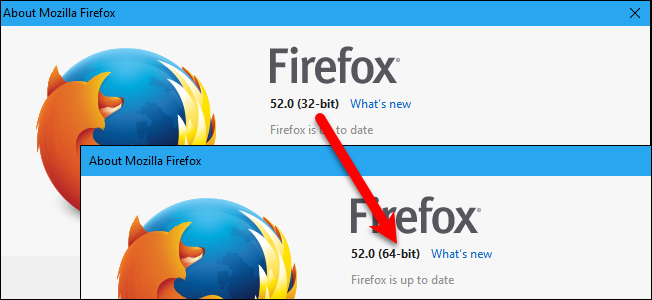 About Mozilla Firefox
Firefox®
52.0 (32-bit) What's new
Firefox is up to date
About Mozilla Firefox
Firefox®
52.0 (64-bit) What's new
Firefox is up to date